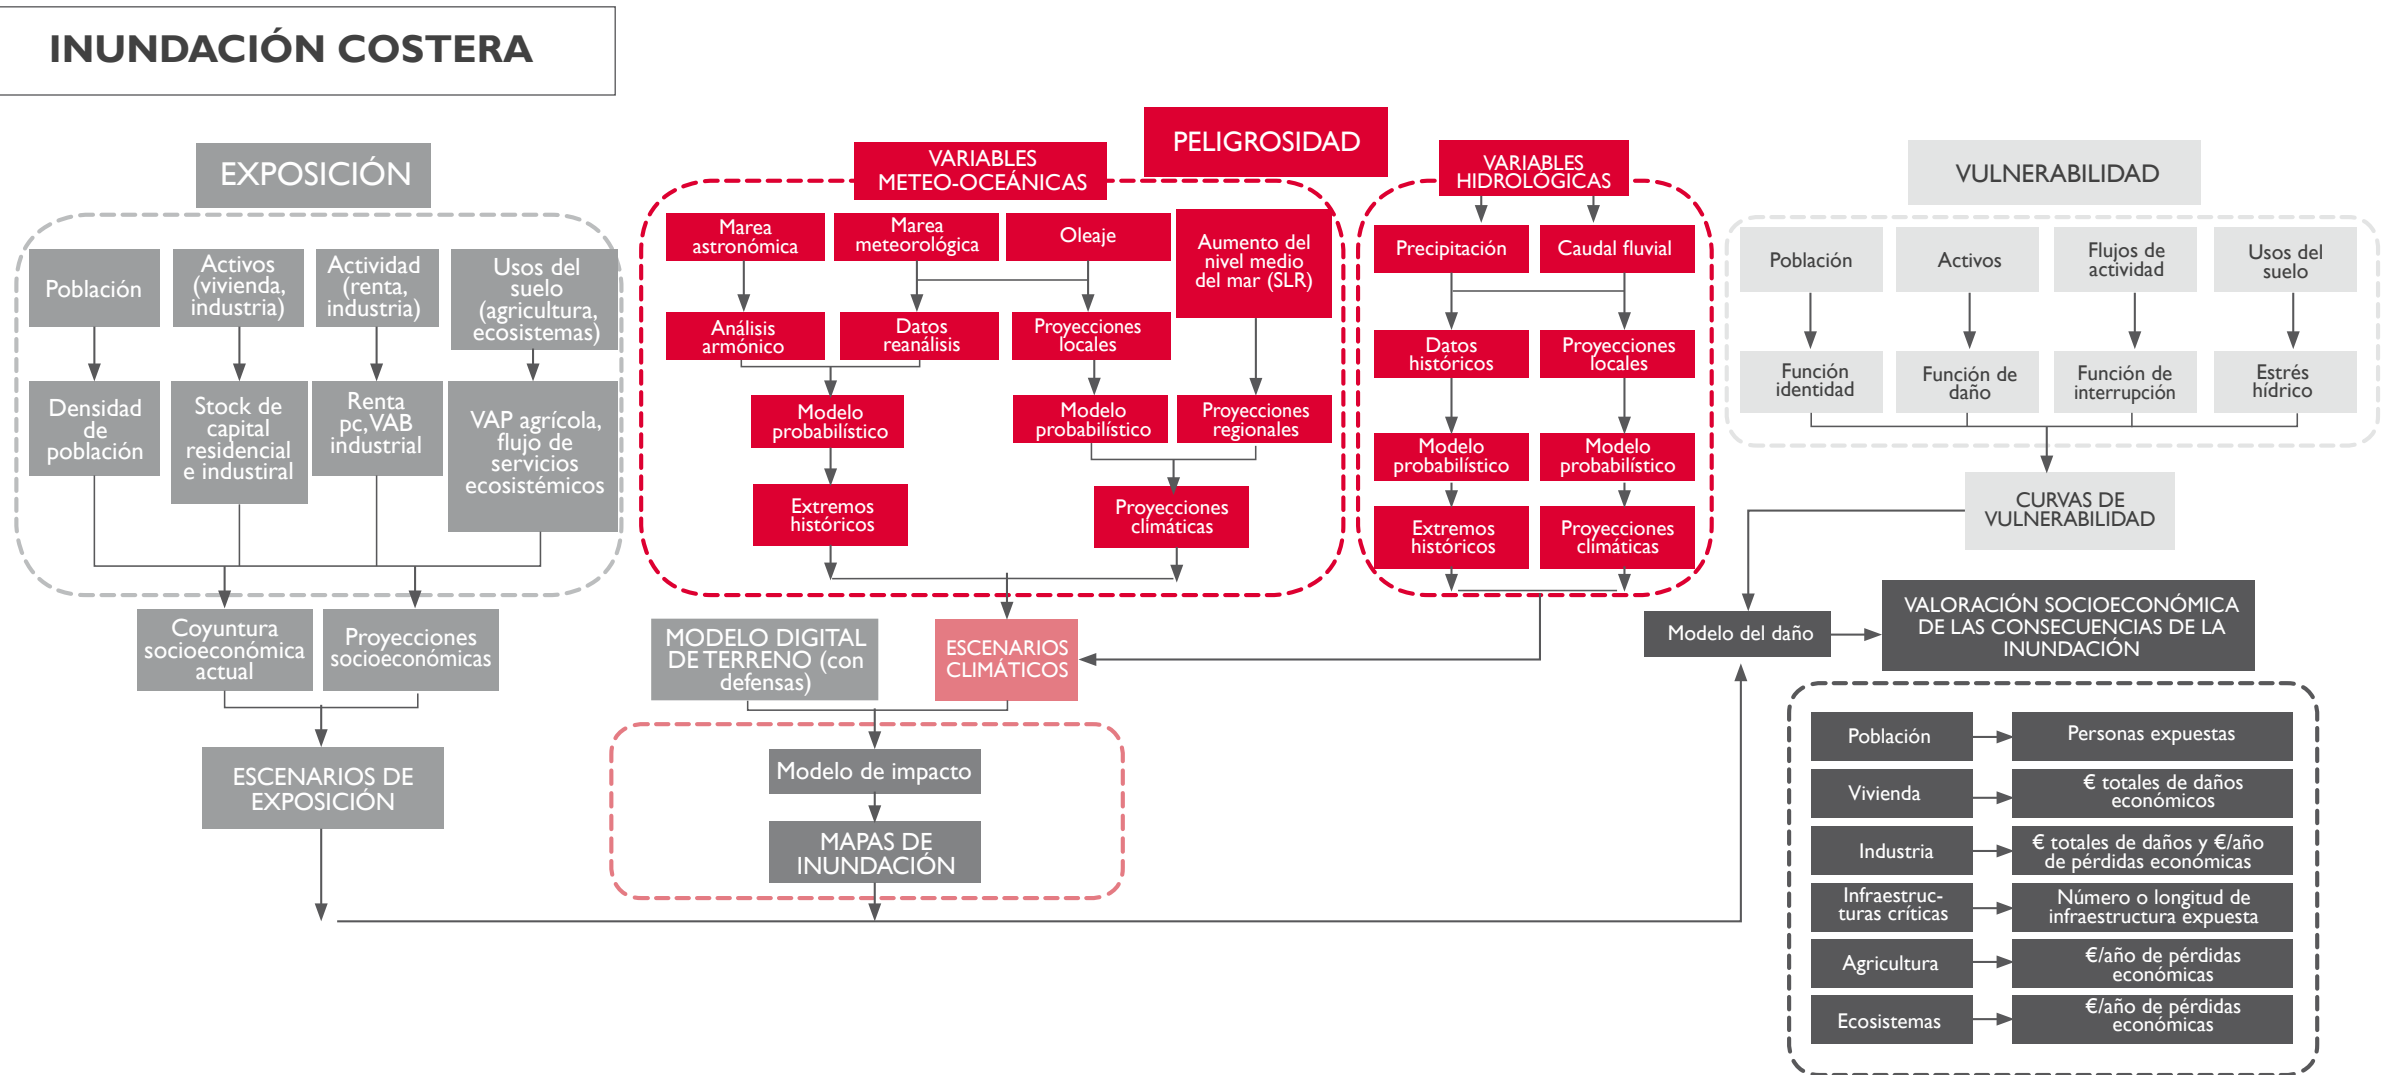 INUNDACIÓN COSTERA
EXPOSICIÓN
Población
Activos
(vivienda,
industria)
Actividad
(renta,
industria)
Usos del
suelo
(agricultura,
ecosistemas)
Densidad
de
población
Stock de
capital
residencial
e industiral
Renta
pc, VAB
industrial
VAP agrícola,
flujo de
servicios
ecosistémicos
Coyuntura
socioeconómica
actual
Proyecciones
socioeconómicas
ESCENARIOS DE
EXPOSICIÓN
PELIGROSIDAD
VARIABLES
METEO-OCEÁNICAS
Marea
astronómica
Marea
meteorológica
Oleaje
Aumento del
nivel medio
del mar (SLR)
Análisis
armónico
Datos
reanálisis
Proyecciones
locales
Modelo
probabilístico
Modelo
probabilístico
Proyecciones
regionales
Extremos
históricos
Proyecciones
climáticas
VARIABLES
HIDROLÓGICAS
Precipitación
Caudal fluvial
Datos
históricos
Proyecciones
locales
Modelo
probabilístico
Modelo
probabilístico
Extremos
históricos
Proyecciones
climáticas
MODELO DIGITAL
DE TERRENO (con
defensas)
ESCENARIOS
CLIMÁTICOS
Modelo de impacto
MAPAS DE
INUNDACIÓN
VULNERABILIDAD
Población
Activos
Flujos de
actividad
Usos del
suelo
Función
identidad
Función de
daño
Función de
interrupción
Estrés
hídrico
CURVAS DE
VULNERABILIDAD
Modelo del daño
VALORACIÓN SOCIOECONÓMICA
DE LAS CONSECUENCIAS DE LA
INUNDACIÓN
Población
Personas expuestas
Vivienda
€ totales de daños
económicos
Industria
€ totales de daños y €/año
de pérdidas económicas
Infraestruc-
turas críticas
Número o longitud de
infraestructura expuesta
Agricultura
€/año de pérdidas
económicas
Ecosistemas
€/año de pérdidas
económicas